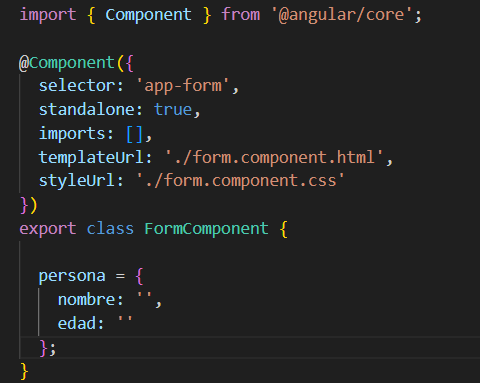 import { Component } from '@angular/core';
@Component({
selector: 'app-form',
standalone: true,
imports: [],
templateUrl: './form.component.html',
styleUrl: './form.component.css'
})
export class FormComponent {
persona = {
nombre: '',
edad: ''
};
}